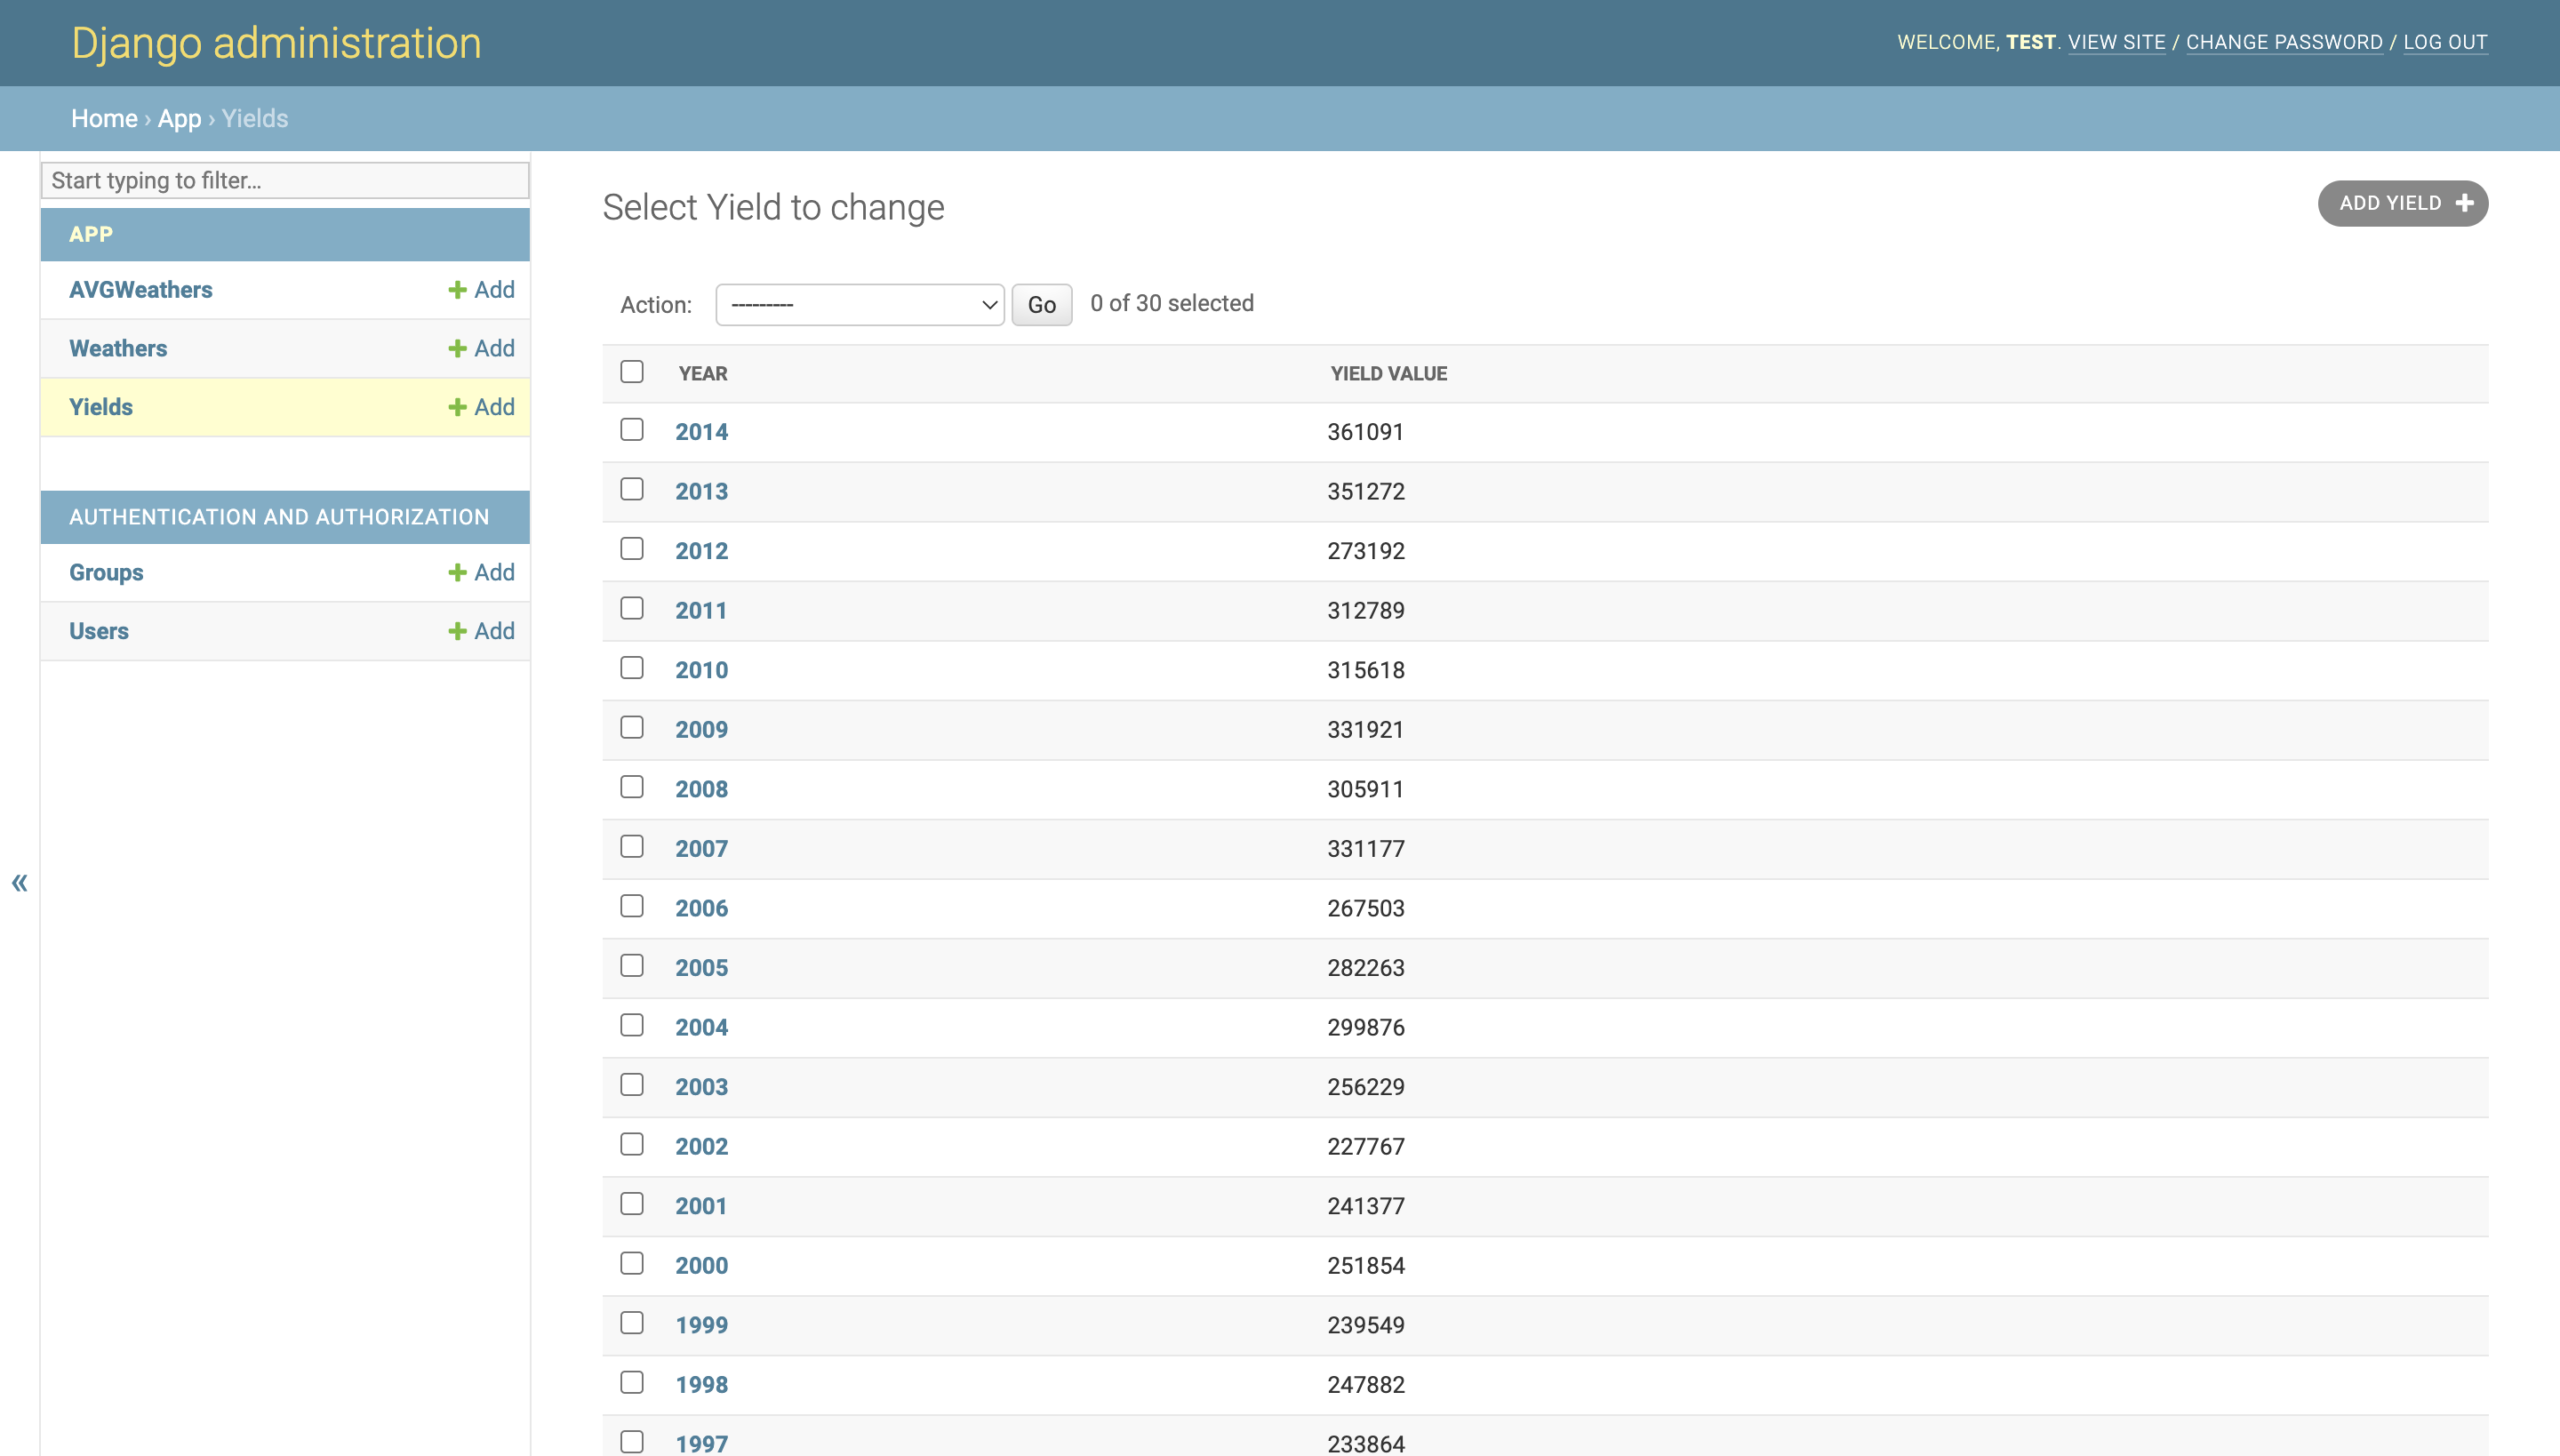 Django administration
WELCOME, TEST. VIEW SITE / CHANGE PASSWORD / LOG OUT
Home › App › Yields
Start typing to filter...
APP
AVGWeathers + Add
Weathers + Add
Yields + Add
AUTHENTICATION AND AUTHORIZATION
Groups + Add
Users + Add
«
Select Yield to change
ADD YIELD +
Action: --------- Go 0 of 30 selected
YEAR YIELD VALUE
2014 361091
2013 351272
2012 273192
2011 312789
2010 315618
2009 331921
2008 305911
2007 331177
2006 267503
2005 282263
2004 299876
2003 256229
2002 227767
2001 241377
2000 251854
1999 239549
1998 247882
1997 233864